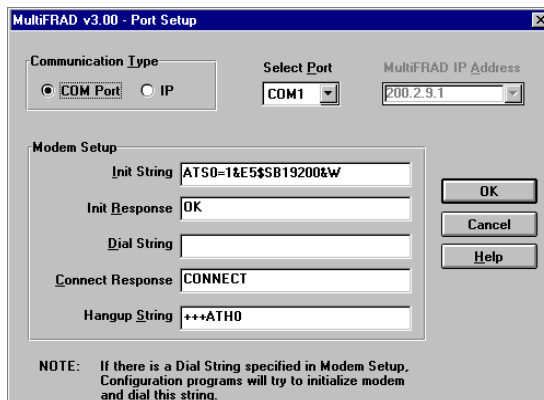 MultiFRAD v3.00 - Port Setup
Communication Type
COM Port
IP
Select Port
COM1
MultiFRAD IP Address
200.2.9.1
Modem Setup
Init String
ATS0=1&E5$SB19200&W
Init Response
OK
Dial String
Connect Response
CONNECT
Hangup String
+++ATH0
OK
Cancel
Help
NOTE: If there is a Dial String specified in Modem Setup,
Configuration programs will try to initialize modem
and dial this string.